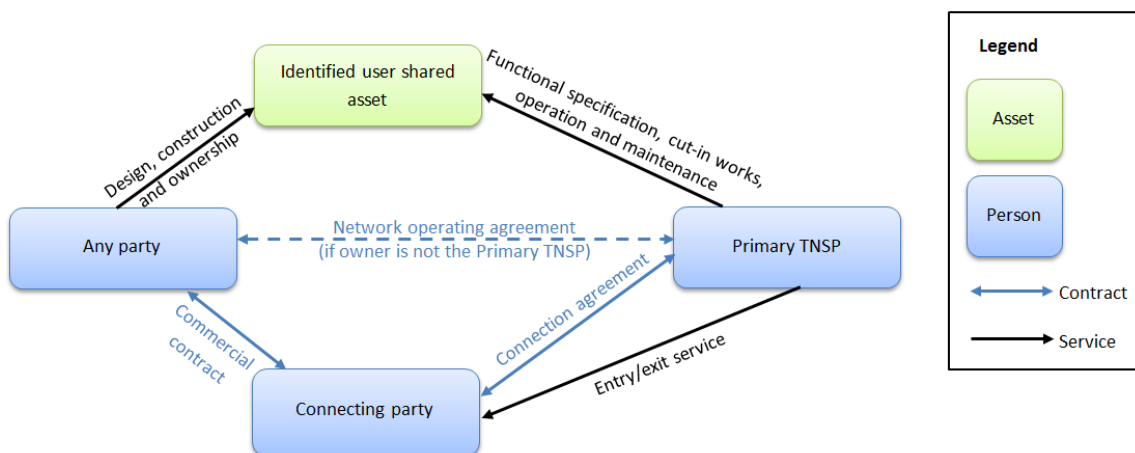 Identified user shared
asset
Functional specification, cut-in works,
operation and maintenance
Design, construction
and ownership
Any party
Network operating agreement
(if owner is not the Primary TNSP)
Primary TNSP
Commercial
contract
Connection agreement
Entry/exit service
Connecting party
Legend
Asset
Person
Contract
Service